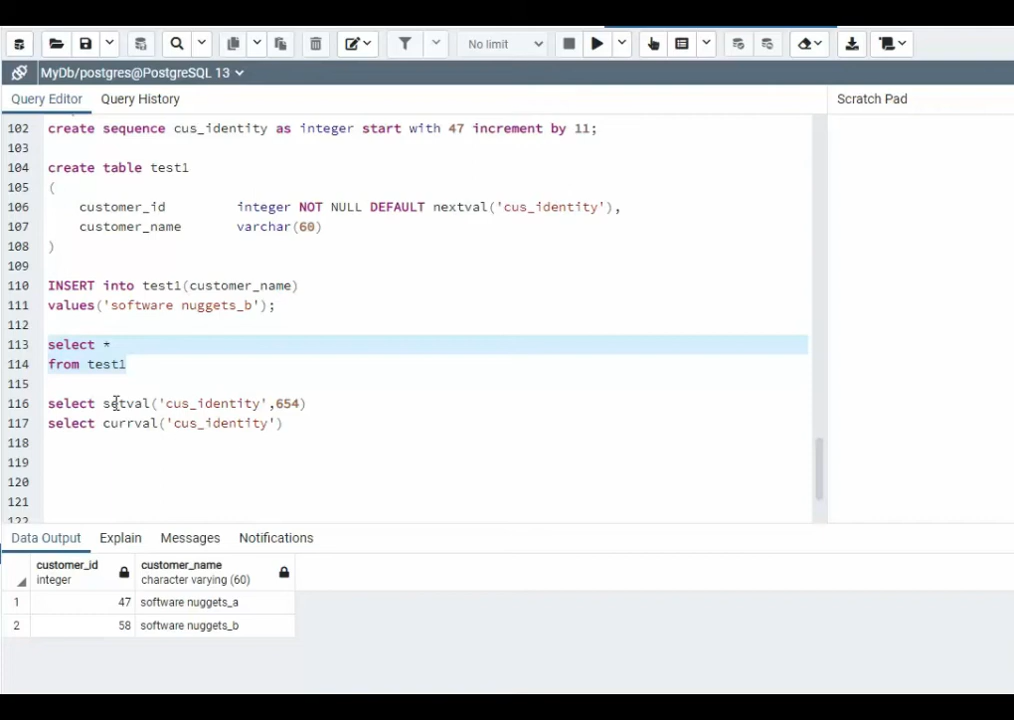 No limit
MyDb/postgres@PostgreSQL 13
Query Editor Query History Scratch Pad
102 create sequence cus_identity as integer start with 47 increment by 11;
103
104 create table test1
105 (
106 customer_id integer NOT NULL DEFAULT nextval('cus_identity'),
107 customer_name varchar(60)
108 )
109
110 INSERT into test1(customer_name)
111 values('software nuggets_b');
112
113 select *
114 from test1
115
116 select setval('cus_identity',654)
117 select currval('cus_identity')
118
119
120
121
122
Data Output Explain Messages Notifications
customer_id customer_name
integer character varying (60)
1 47 software nuggets_a
2 58 software nuggets_b